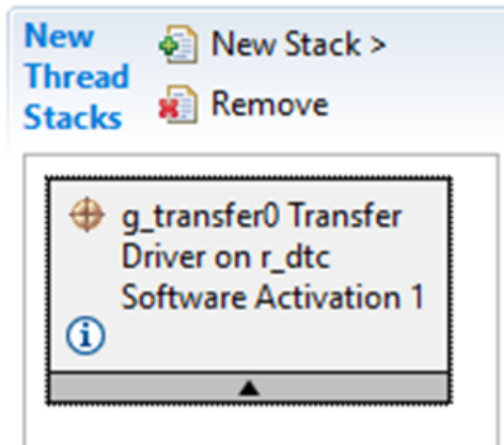 New Thread Stacks
New Stack >
Remove
g_transfer0 Transfer
Driver on r_dtc
Software Activation 1